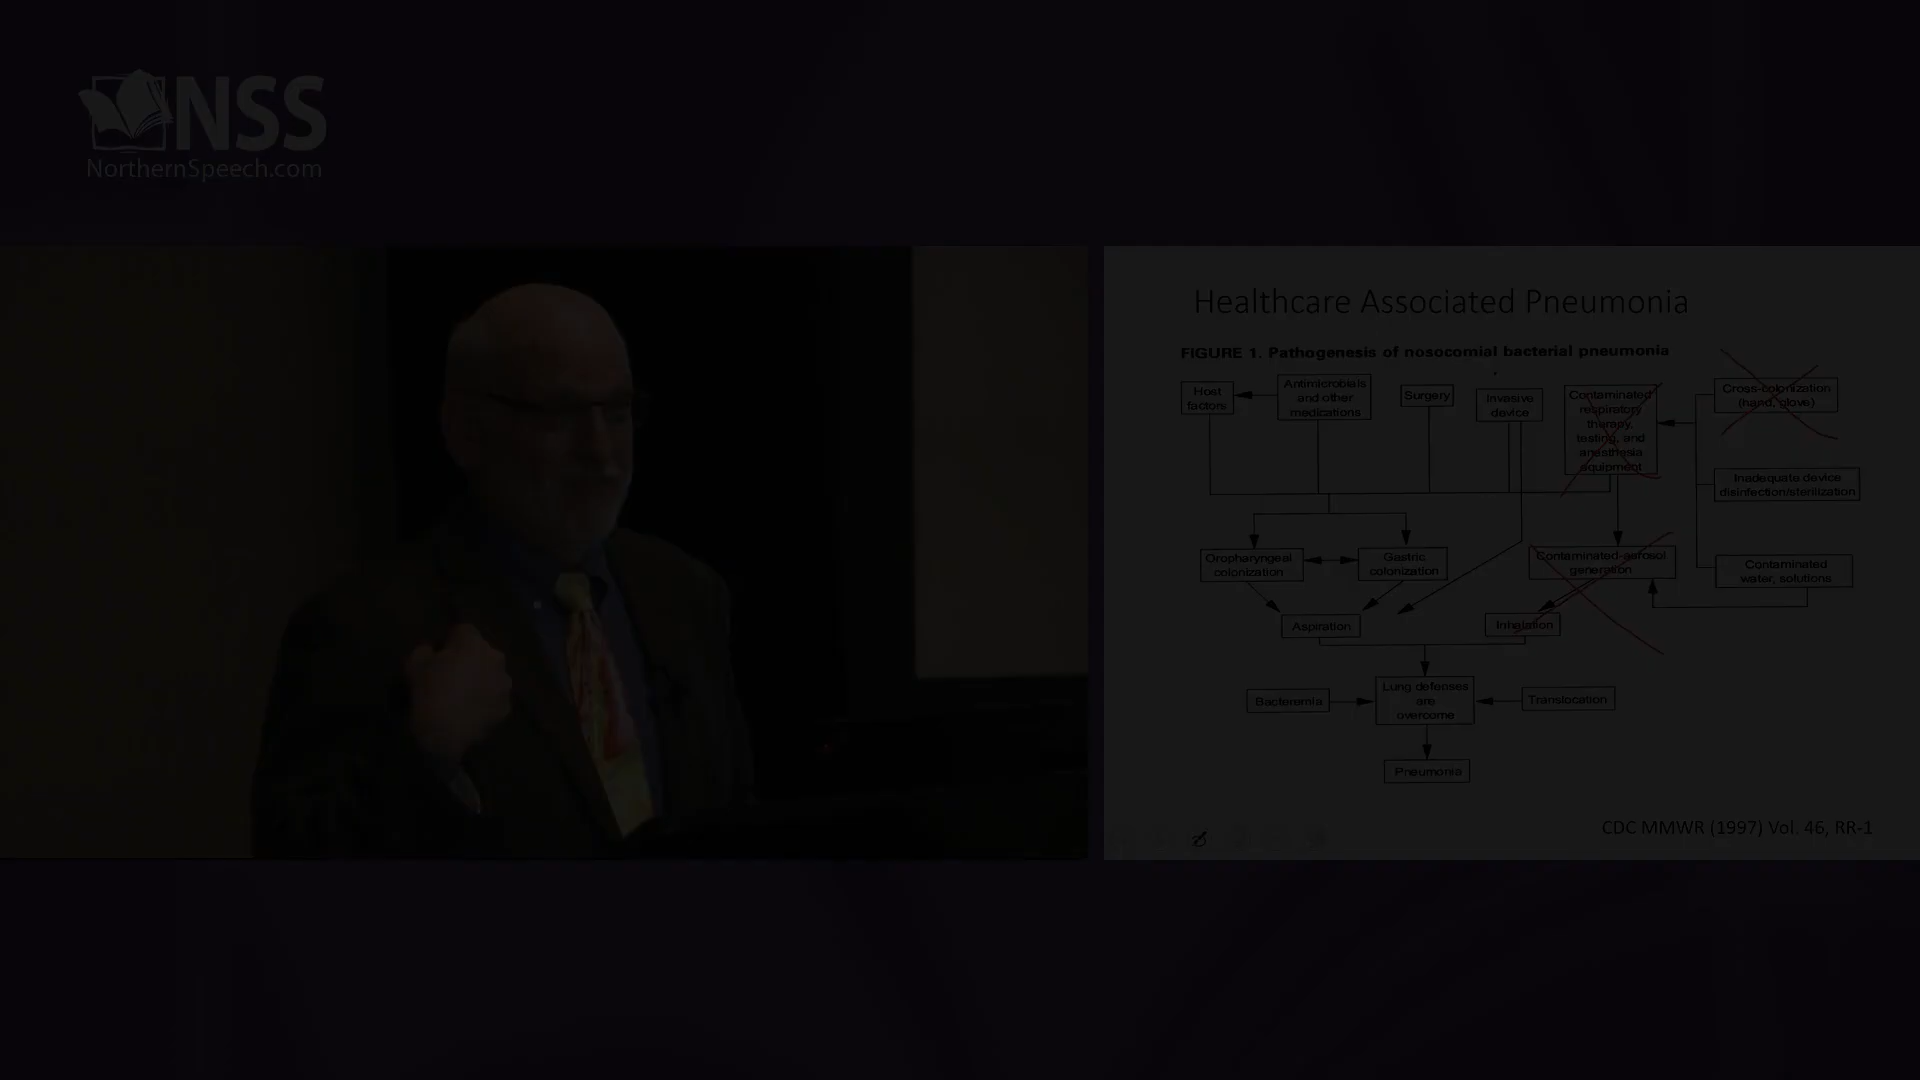 NSS
NorthernSpeech.com
Healthcare Associated Pneumonia
FIGURE 1. Pathogenesis of nosocomial bacterial pneumonia
Host
factors
Antimicrobials
and other
medications
Surgery
Invasive
device
Contaminated
respiratory
therapy,
testing, and
anesthesia
equipment
Cross-colonization
(hand, glove)
Inadequate device
disinfection/sterilization
Oropharyngeal
colonization
Gastric
colonization
Contaminated-aerosol
generation
Contaminated
water, solutions
Aspiration
Inhalation
Bacteremia
Lung defenses
are
overcome
Translocation
Pneumonia
CDC MMWR (1997) Vol. 46, RR-1